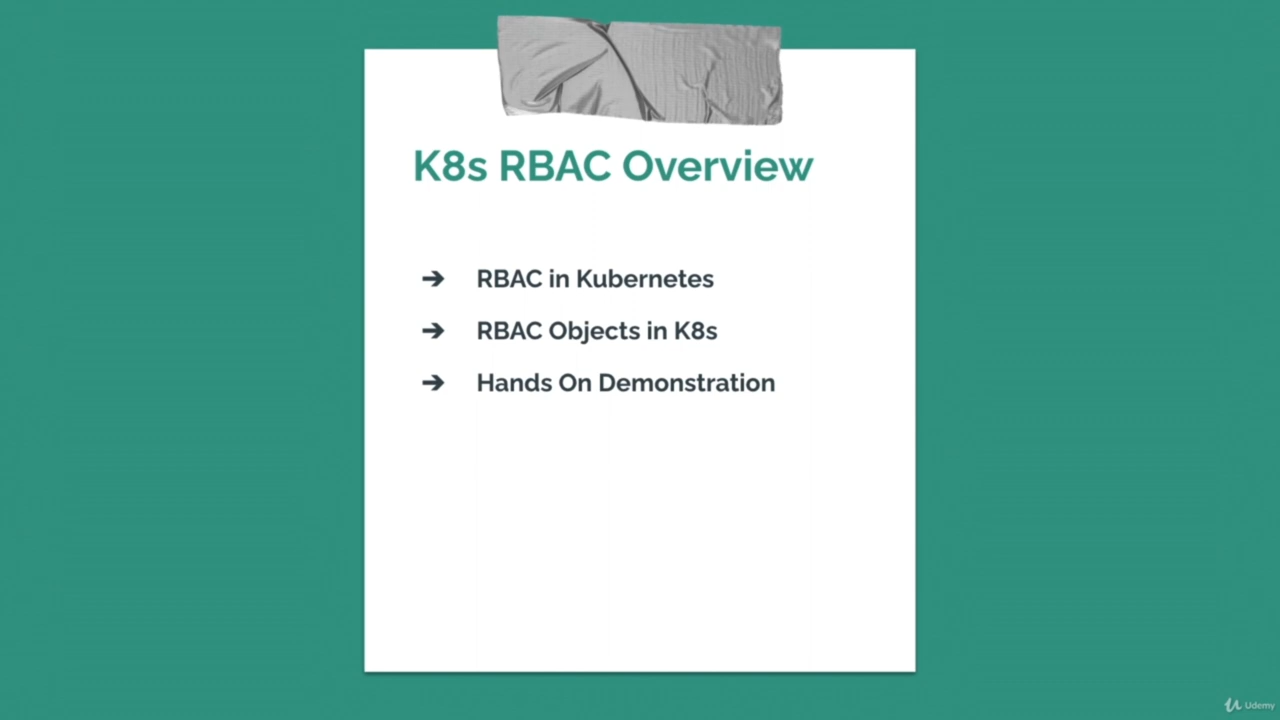 K8s RBAC Overview
➔ RBAC in Kubernetes
➔ RBAC Objects in K8s
➔ Hands On Demonstration
Udemy